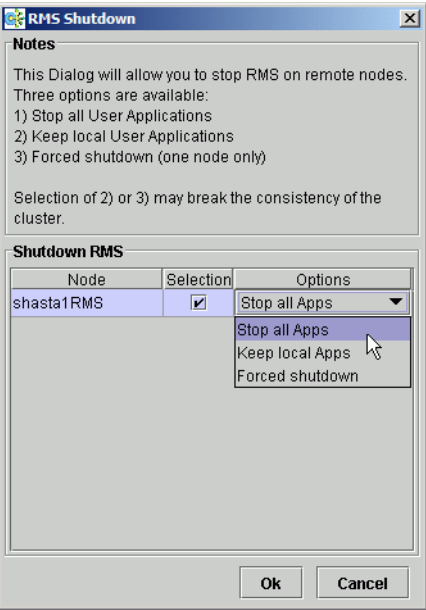 RMS Shutdown
Notes
This Dialog will allow you to stop RMS on remote nodes.
Three options are available:
1) Stop all User Applications
2) Keep local User Applications
3) Forced shutdown (one node only)
Selection of 2) or 3) may break the consistency of the
cluster.
Shutdown RMS
Node Selection Options
shasta1RMS Stop all Apps
Stop all Apps
Keep local Apps
Forced shutdown
Ok Cancel